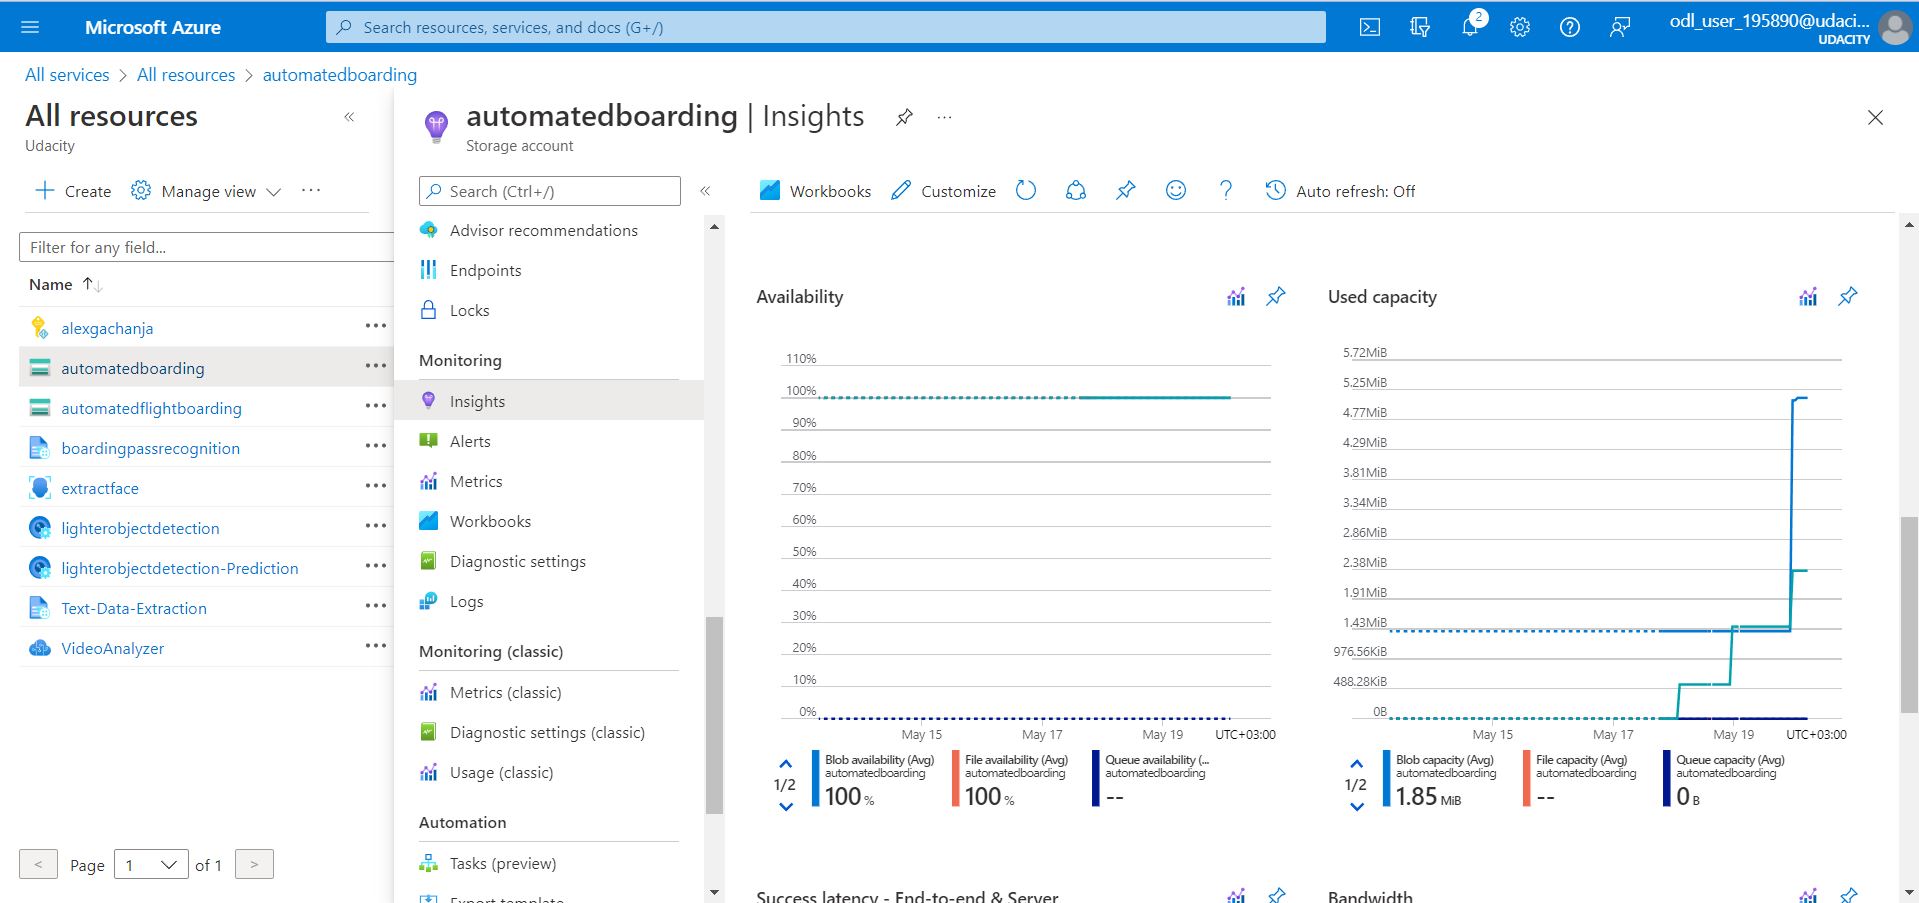 Microsoft Azure
Search resources, services, and docs (G+/)
2
odl_user_195890@udaci...
UDACITY
All services > All resources > automatedboarding
All resources
Udacity
Create
Manage view
Filter for any field...
Name
alexgachanja
automatedboarding
automatedflightboarding
boardingpassrecognition
extractface
lighterobjectdetection
lighterobjectdetection-Prediction
Text-Data-Extraction
VideoAnalyzer
< Page 1 of 1 >
automatedboarding | Insights
Storage account
Search (Ctrl+/)
Advisor recommendations
Endpoints
Locks
Monitoring
Insights
Alerts
Metrics
Workbooks
Diagnostic settings
Logs
Monitoring (classic)
Metrics (classic)
Diagnostic settings (classic)
Usage (classic)
Automation
Tasks (preview)
Export template
Workbooks
Customize
Auto refresh: Off
Availability
110%
100%
90%
80%
70%
60%
50%
40%
30%
20%
10%
0%
May 15 May 17 May 19 UTC+03:00
1/2
Blob availability (Avg)
automatedboarding
100 %
File availability (Avg)
automatedboarding
100 %
Queue availability (...
automatedboarding
--
Used capacity
5.72MiB
5.25MiB
4.77MiB
4.29MiB
3.81MiB
3.34MiB
2.86MiB
2.38MiB
1.91MiB
1.43MiB
976.56KiB
488.28KiB
0B
May 15 May 17 May 19 UTC+03:00
1/2
Blob capacity (Avg)
automatedboarding
1.85 MiB
File capacity (Avg)
automatedboarding
--
Queue capacity (Avg)
automatedboarding
0 B
Success latency - End-to-end & Server
Bandwidth